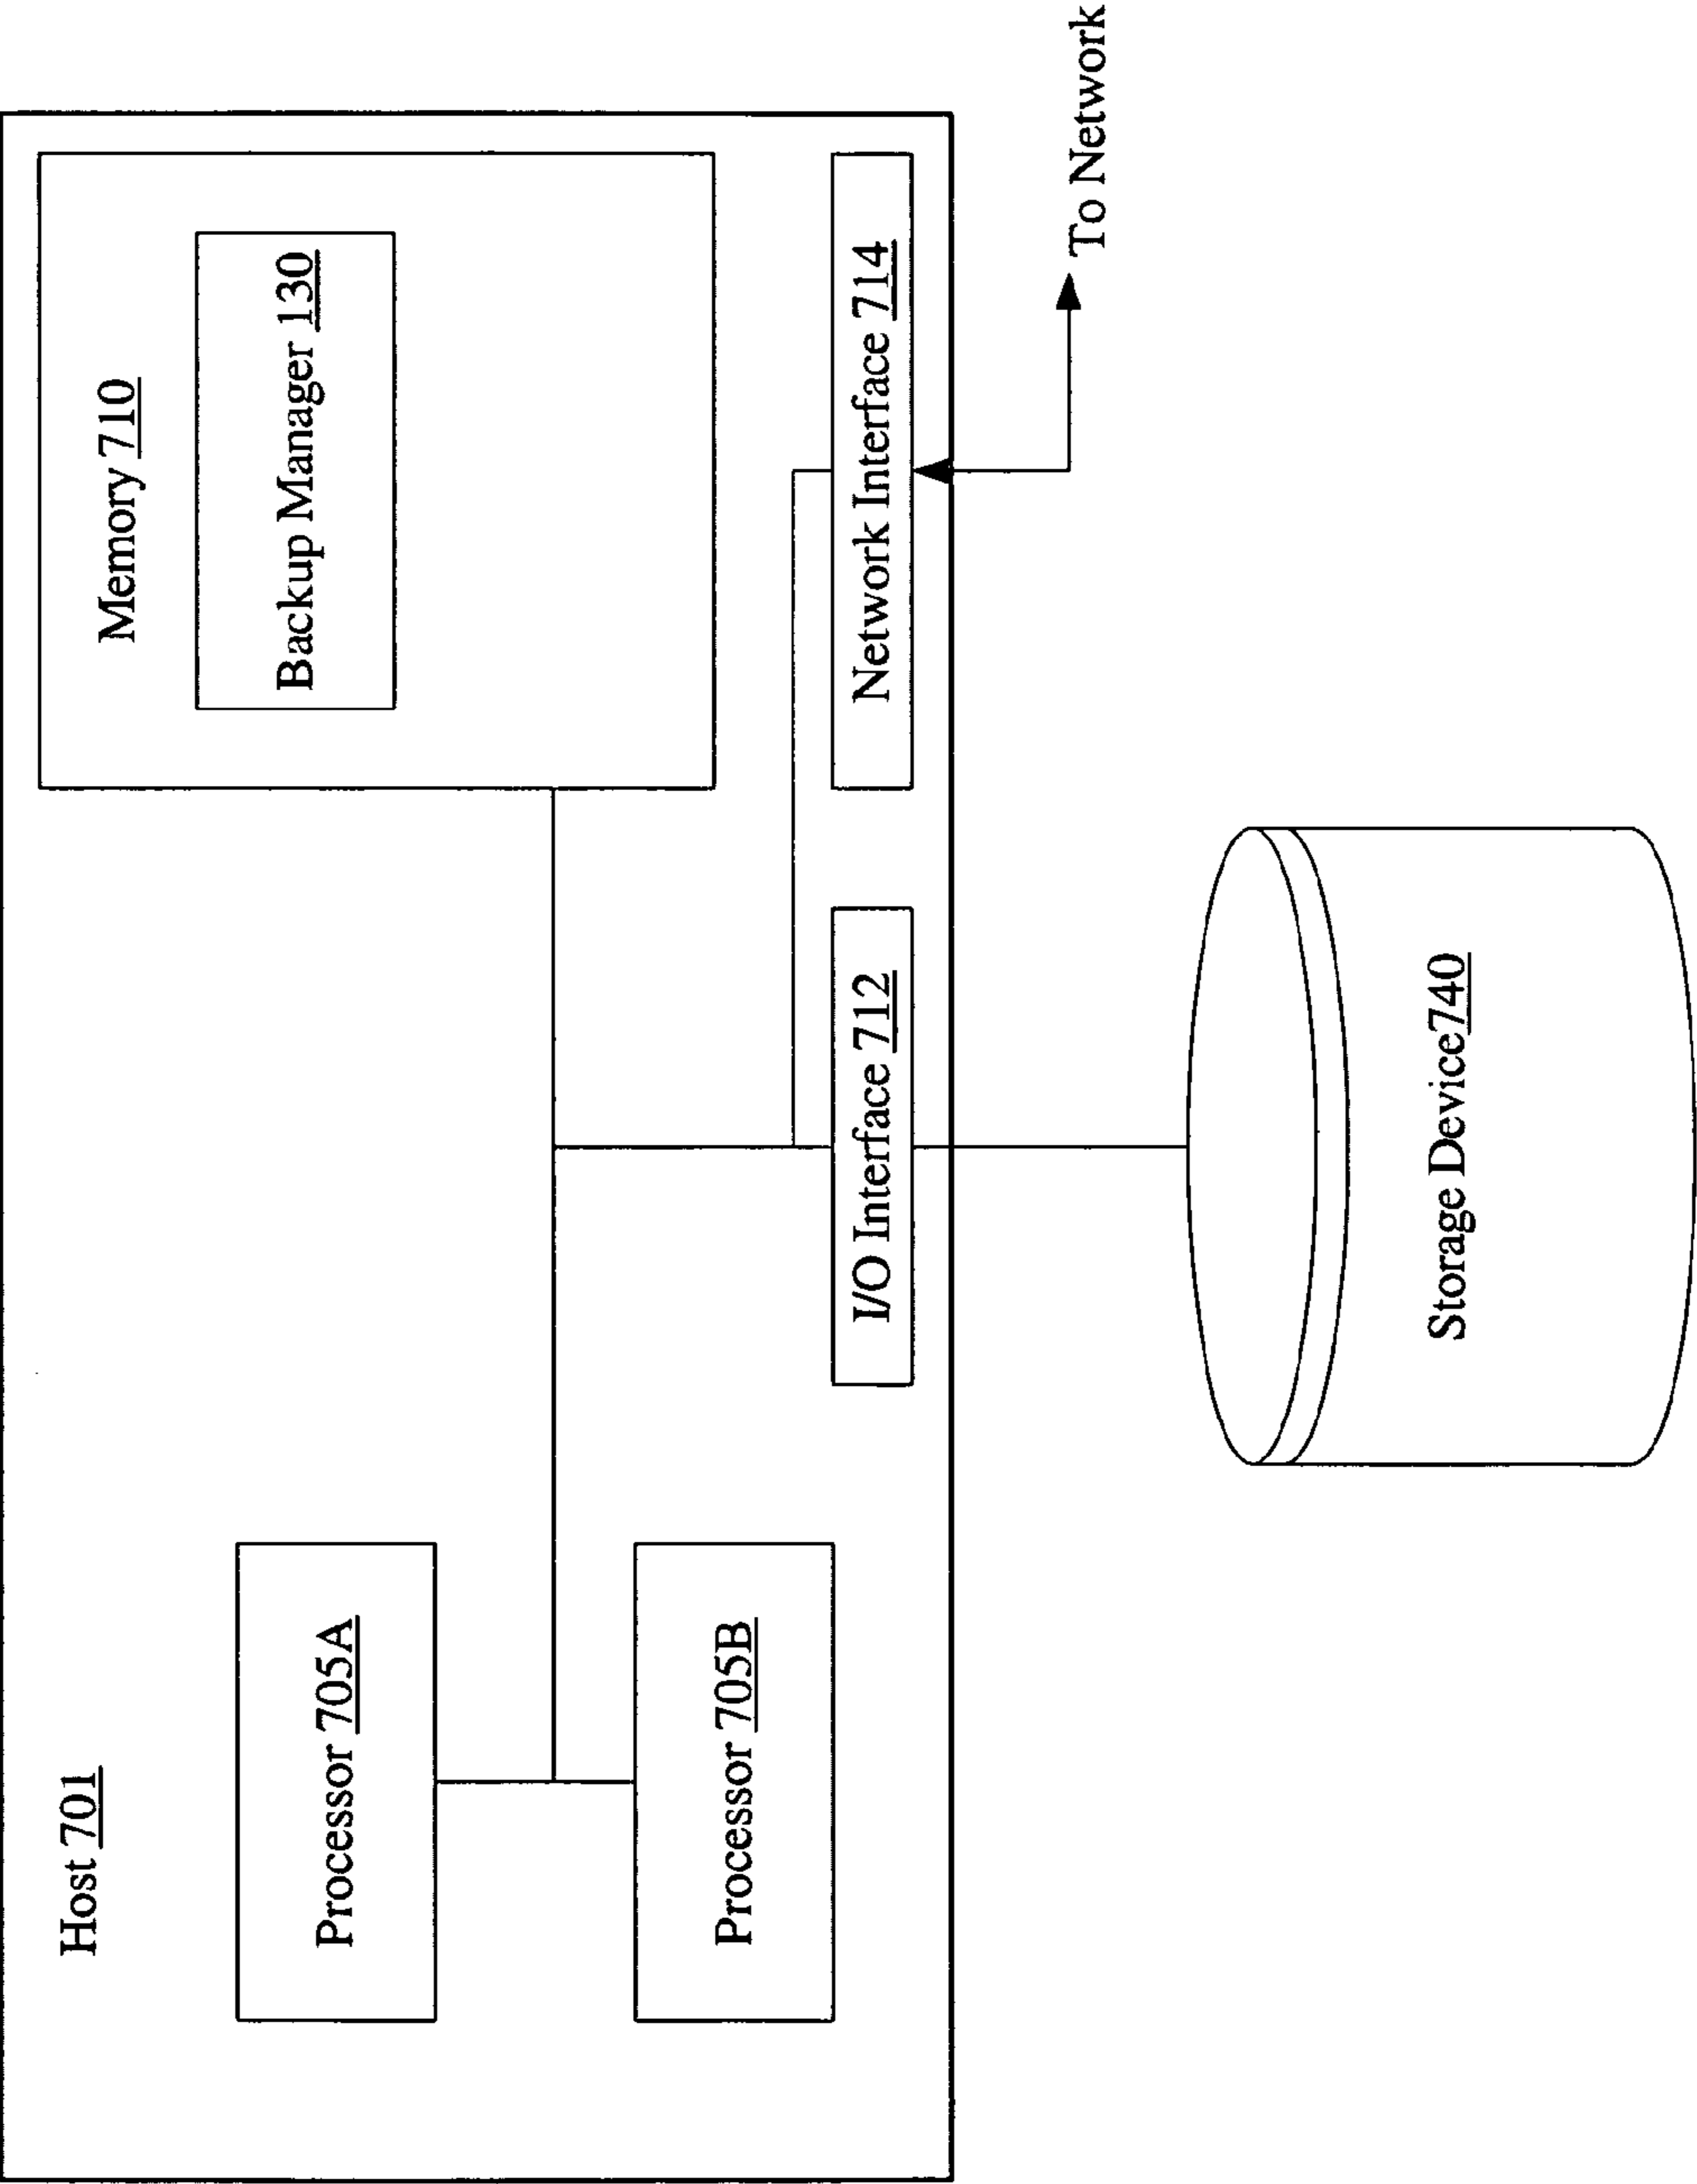 Host 701
Memory 710
Processor 705A
Backup Manager 130
Processor 705B
I/O Interface 712
Network Interface 714
To Network
Storage Device740